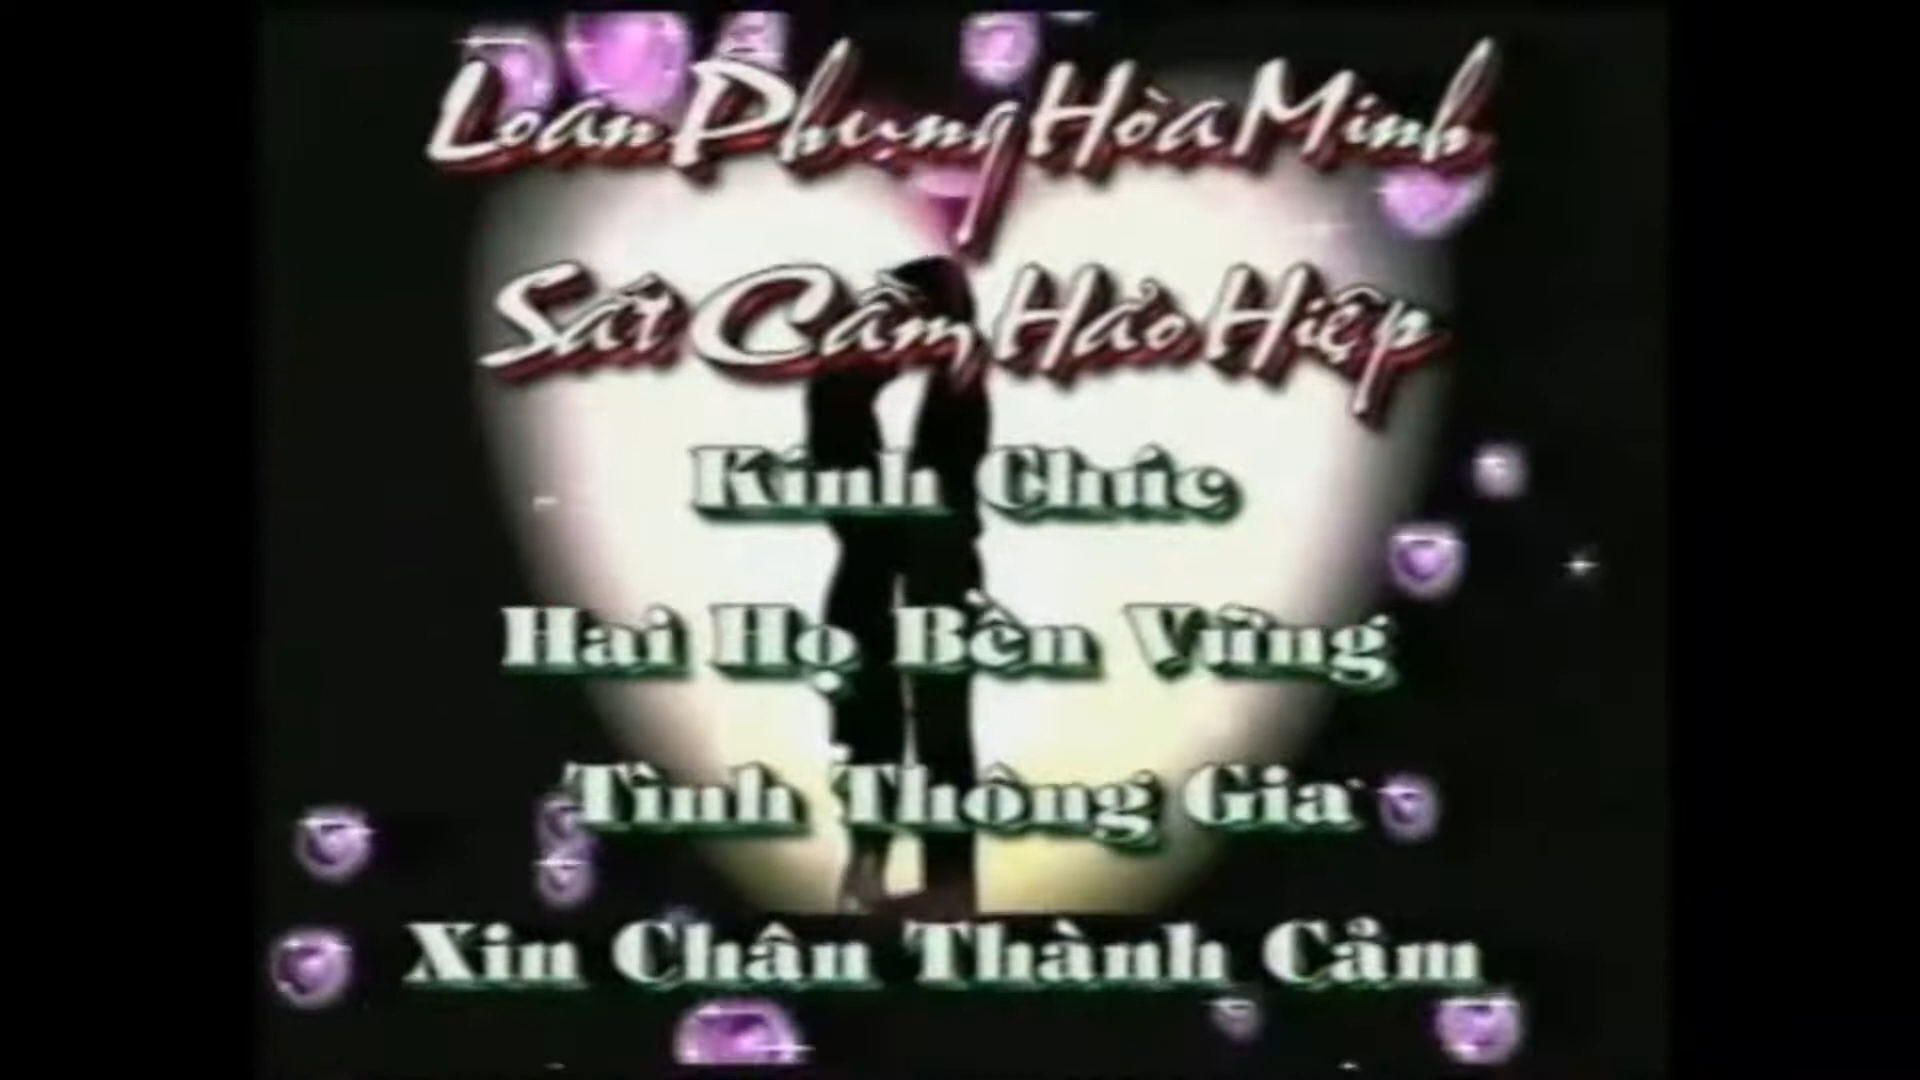 Loan Phụng Hòa Minh
Sắt Cầm Hảo Hiệp
Kính Chúc
Hai Họ Bền Vững
Tình Thông Gia
Xin Chân Thành Cảm